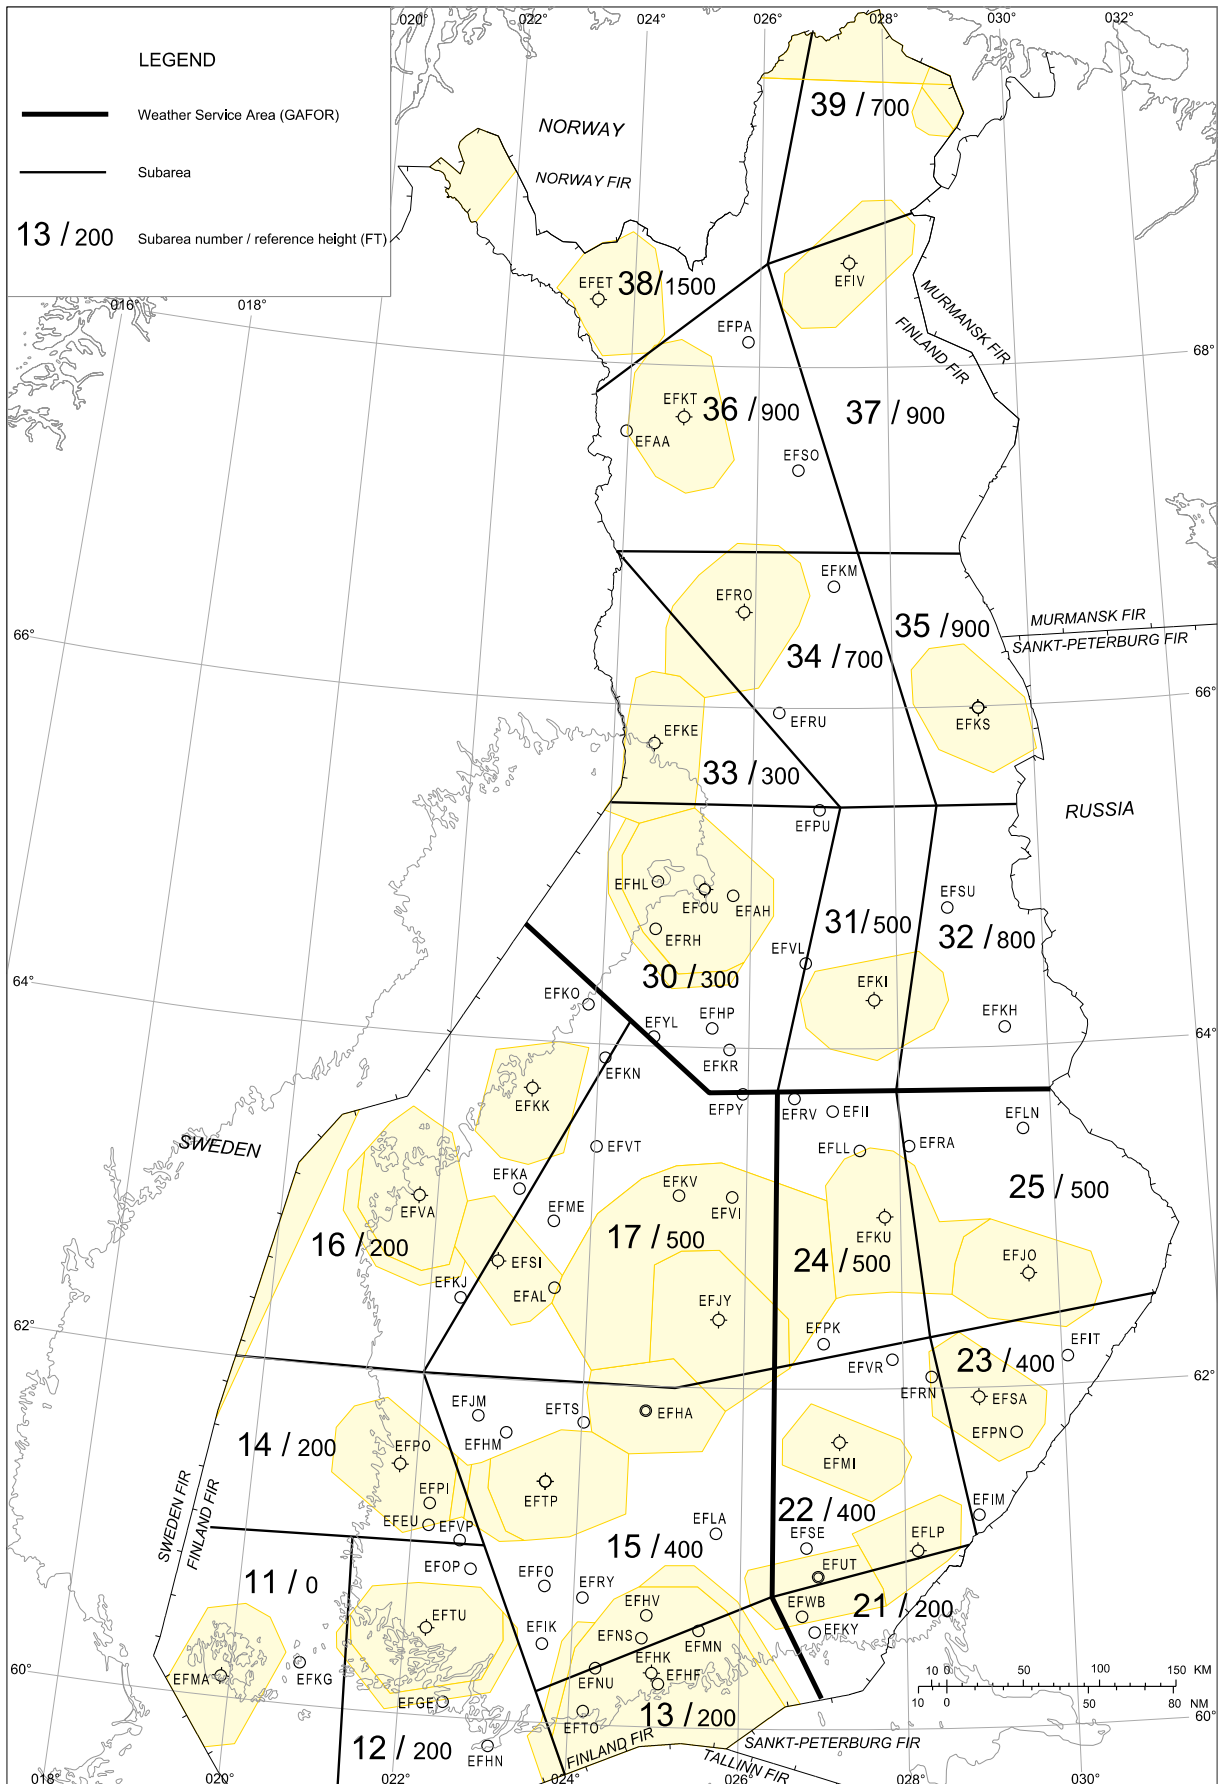 020°
022°
024°
026°
028°
030°
032°
LEGEND
Weather Service Area (GAFOR)
Subarea
13 / 200 Subarea number / reference height (FT)
NORWAY
NORWAY FIR
39 / 700
016°
018°
EFET
38/1500
EFIV
MURMANSK FIR
FINLAND FIR
EFPA
68°
EFKT
36 / 900
37 / 900
EFAA
EFSO
EFKM
EFRO
35 / 900
MURMANSK FIR
SANKT-PETERBURG FIR
66°
34 / 700
66°
EFRU
EFKS
EFKE
33 / 300
EFPU
RUSSIA
EFHL
EFOU
EFAH
EFSU
EFRH
31/500
32 / 800
EFVL
30 / 300
EFKI
64°
EFKO
EFYL
EFHP
EFKH
64°
EFKR
EFKN
EFKK
EFPY
EFRV
EFII
EFLN
SWEDEN
EFVT
EFLL
EFRA
EFKA
EFKV
EFVI
25 / 500
EFVA
EFME
EFKU
16 / 200
17 / 500
24 / 500
EFSI
EFJO
EFKJ
EFAL
EFJY
62°
EFPK
EFVR
EFIT
23 / 400
EFRN
62°
EFSA
EFJM
EFTS
EFHA
EFHM
EFPN
14 / 200
EFPO
EFMI
EFTP
EFPI
EFEU
EFVP
22 / 400
EFIM
SWEDEN FIR
FINLAND FIR
EFLA
EFSE
EFLP
15 / 400
EFOP
EFUT
11 / 0
EFFO
EFRY
EFHV
EFWB
21 / 200
EFTU
EFIK
EFNS
EFMN
EFKY
60°
EFMA
EFKG
EFHK
EFHF
EFNU
10 0 50 100 150 KM
10 0 50 80 NM
EFGE
EFTO
13 / 200
60°
12 / 200
EFHN
FINLAND FIR
SANKT-PETERBURG FIR
TALLINN FIR
018°
020°
022°
024°
026°
028°
030°